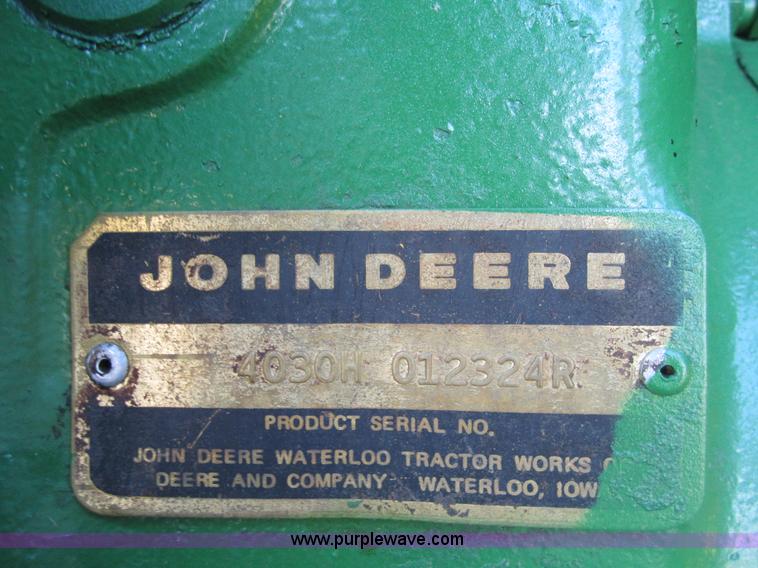 JOHN DEERE
4030H 012324R
PRODUCT SERIAL NO.
JOHN DEERE WATERLOO TRACTOR WORKS
DEERE AND COMPANY WATERLOO, IOW
www.purplewave.com